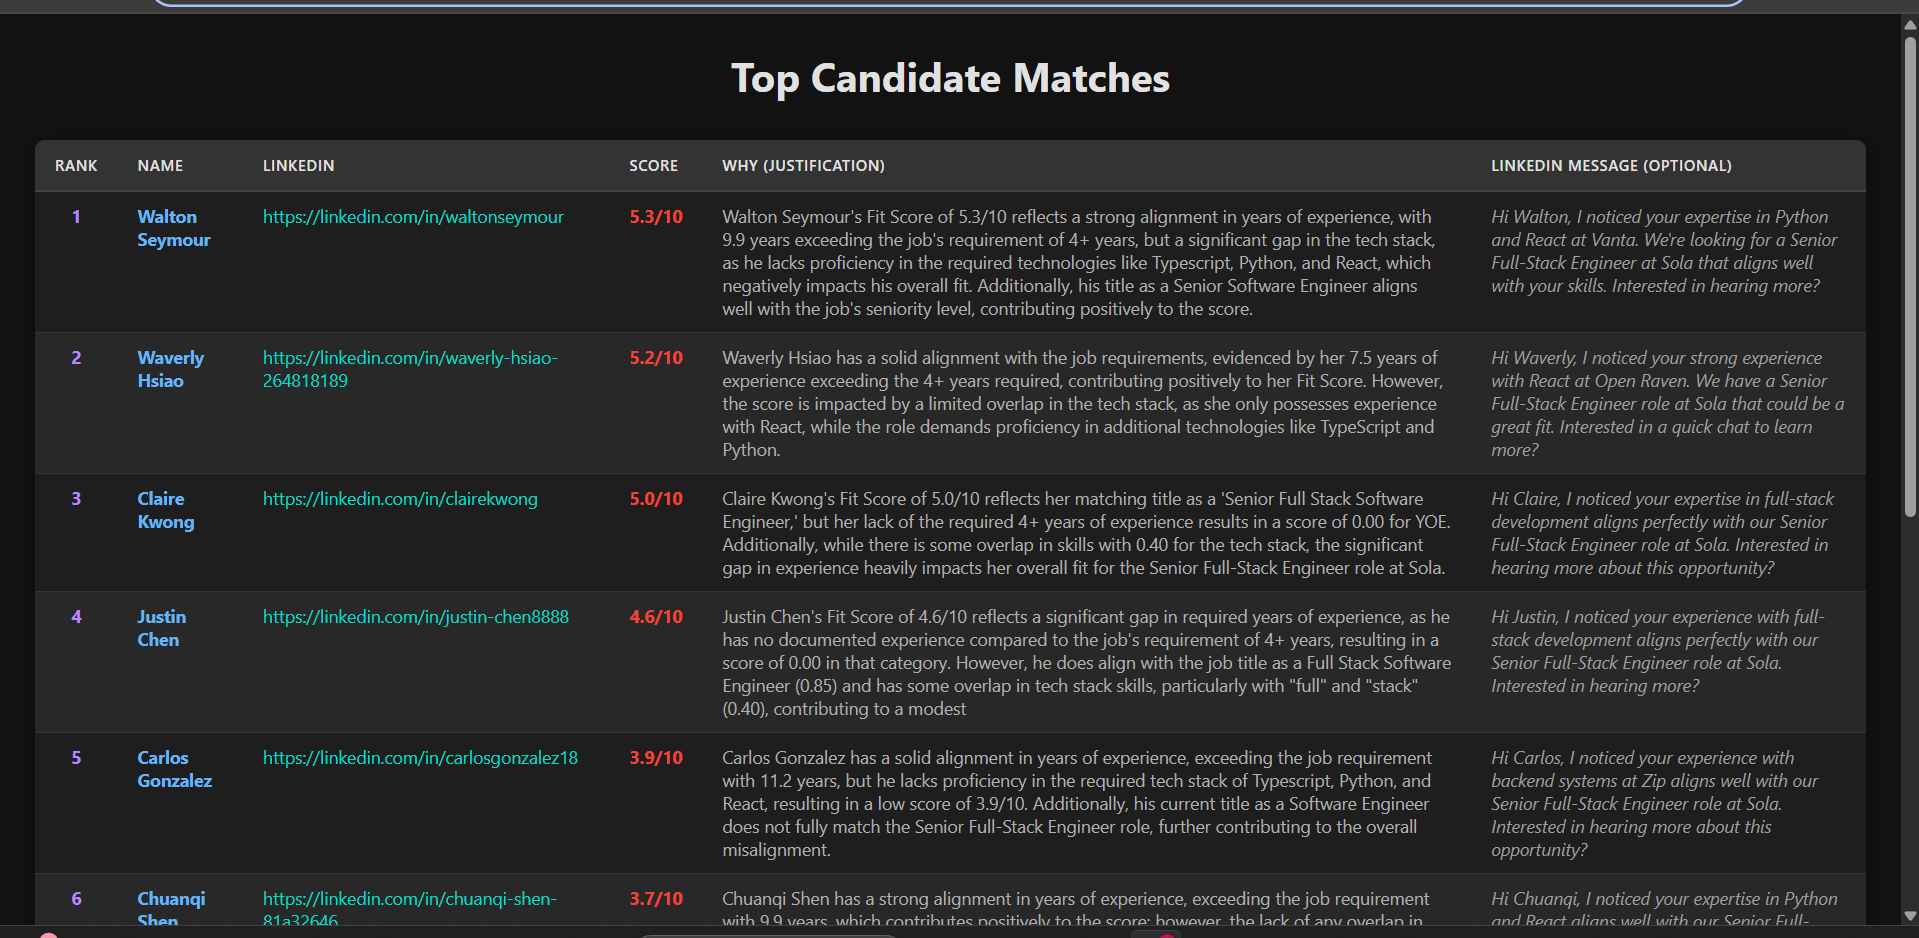 Top Candidate Matches
RANK NAME LINKEDIN SCORE WHY (JUSTIFICATION) LINKEDIN MESSAGE (OPTIONAL)
1
Walton
Seymour
https://linkedin.com/in/waltonseymour
5.3/10
Walton Seymour's Fit Score of 5.3/10 reflects a strong alignment in years of experience, with
9.9 years exceeding the job's requirement of 4+ years, but a significant gap in the tech stack,
as he lacks proficiency in the required technologies like Typescript, Python, and React, which
negatively impacts his overall fit. Additionally, his title as a Senior Software Engineer aligns
well with the job's seniority level, contributing positively to the score.
Hi Walton, I noticed your expertise in Python
and React at Vanta. We're looking for a Senior
Full-Stack Engineer at Sola that aligns well
with your skills. Interested in hearing more?
2
Waverly
Hsiao
https://linkedin.com/in/waverly-hsiao-
264818189
5.2/10
Waverly Hsiao has a solid alignment with the job requirements, evidenced by her 7.5 years of
experience exceeding the 4+ years required, contributing positively to her Fit Score. However,
the score is impacted by a limited overlap in the tech stack, as she only possesses experience
with React, while the role demands proficiency in additional technologies like TypeScript and
Python.
Hi Waverly, I noticed your strong experience
with React at Open Raven. We have a Senior
Full-Stack Engineer role at Sola that could be a
great fit. Interested in a quick chat to learn
more?
3
Claire
Kwong
https://linkedin.com/in/clairekwong
5.0/10
Claire Kwong's Fit Score of 5.0/10 reflects her matching title as a 'Senior Full Stack Software
Engineer,' but her lack of the required 4+ years of experience results in a score of 0.00 for YOE.
Additionally, while there is some overlap in skills with 0.40 for the tech stack, the significant
gap in experience heavily impacts her overall fit for the Senior Full-Stack Engineer role at Sola.
Hi Claire, I noticed your expertise in full-stack
development aligns perfectly with our Senior
Full-Stack Engineer role at Sola. Interested in
hearing more about this opportunity?
4
Justin
Chen
https://linkedin.com/in/justin-chen8888
4.6/10
Justin Chen's Fit Score of 4.6/10 reflects a significant gap in required years of experience, as he
has no documented experience compared to the job's requirement of 4+ years, resulting in a
score of 0.00 in that category. However, he does align with the job title as a Full Stack Software
Engineer (0.85) and has some overlap in tech stack skills, particularly with "full" and "stack"
(0.40), contributing to a modest
Hi Justin, I noticed your experience with full-
stack development aligns perfectly with our
Senior Full-Stack Engineer role at Sola.
Interested in hearing more?
5
Carlos
Gonzalez
https://linkedin.com/in/carlosgonzalez18
3.9/10
Carlos Gonzalez has a solid alignment in years of experience, exceeding the job requirement
with 11.2 years, but he lacks proficiency in the required tech stack of Typescript, Python, and
React, resulting in a low score of 3.9/10. Additionally, his current title as a Software Engineer
does not fully match the Senior Full-Stack Engineer role, further contributing to the overall
misalignment.
Hi Carlos, I noticed your experience with
backend systems at Zip aligns well with our
Senior Full-Stack Engineer role at Sola.
Interested in hearing more about this
opportunity?
6
Chuanqi
Shen
https://linkedin.com/in/chuanqi-shen-
81a32646
3.7/10
Chuanqi Shen has a strong alignment in years of experience, exceeding the job requirement
with 9.9 years, which contributes positively to the score; however, the lack of any overlap in
Hi Chuanqi, I noticed your expertise in Python
and React aligns well with our Senior Full-